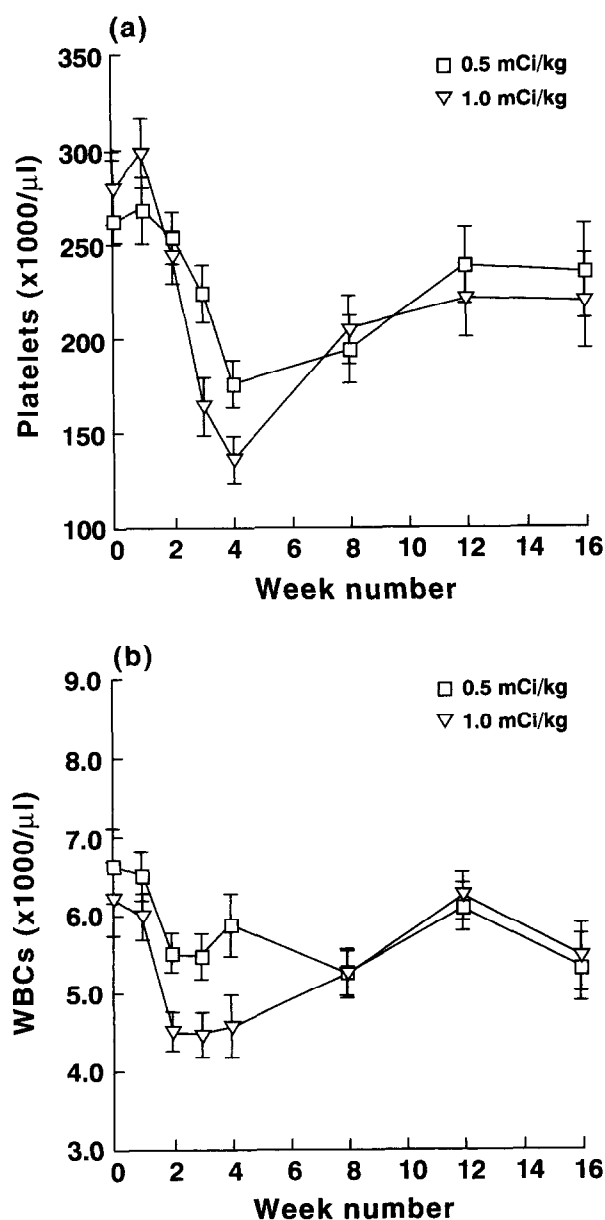 (a)
350
300
250
200
150
100
Platelets (x1000/µl)
□ 0.5 mCi/kg
▽ 1.0 mCi/kg
0 2 4 6 8 10 12 14 16
Week number
(b)
9.0
8.0
7.0
6.0
5.0
4.0
3.0
WBCs (x1000/µl)
□ 0.5 mCi/kg
▽ 1.0 mCi/kg
0 2 4 6 8 10 12 14 16
Week number